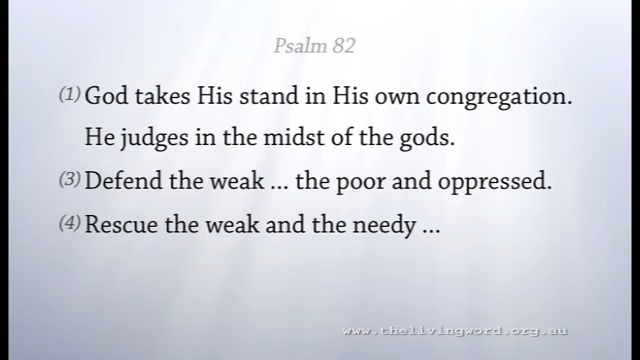 Psalm 82
(1) God takes His stand in His own congregation.
He judges in the midst of the gods.
(3) Defend the weak ... the poor and oppressed.
(4) Rescue the weak and the needy ...
www.thelivingword.org.au